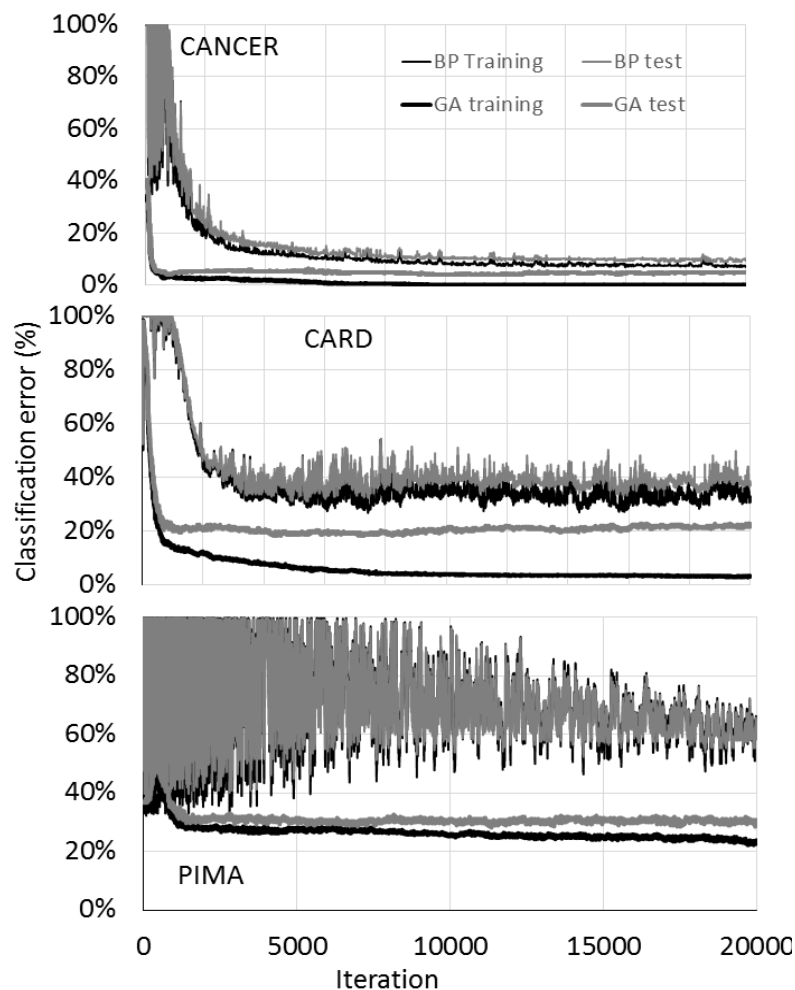 100%
CANCER
BP Training
BP test
80%
GA training
GA test
60%
40%
20%
0%
100%
CARD
80%
60%
40%
20%
0%
Classification error (%)
100%
80%
60%
40%
20%
PIMA
0%
0 5000 10000 15000 20000
Iteration